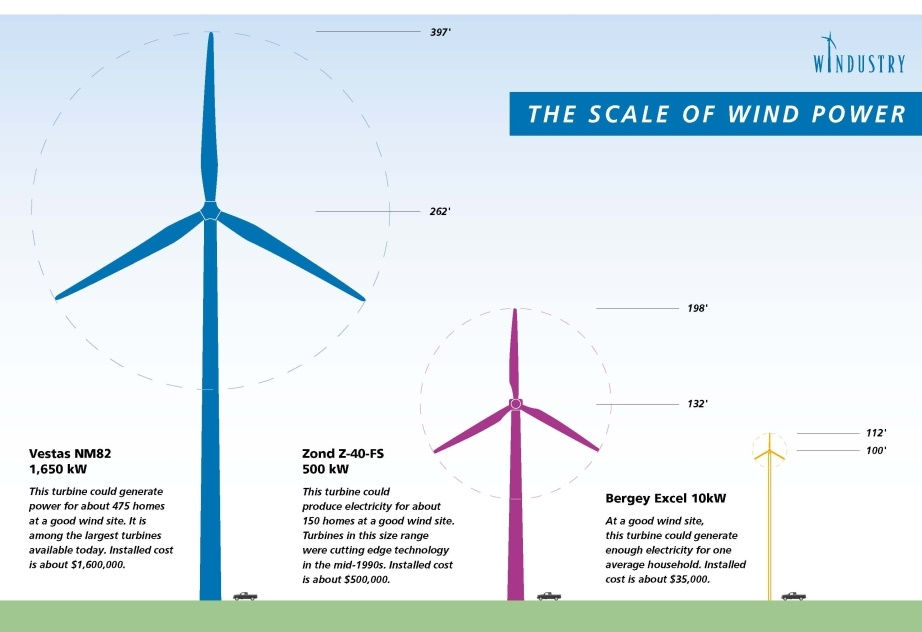 397'
WINDUSTRY
THE SCALE OF WIND POWER
262'
198'
132'
112'
100'
Vestas NM82
1,650 kW
This turbine could generate
power for about 475 homes
at a good wind site. It is
among the largest turbines
available today. Installed cost
is about $1,600,000.
Zond Z-40-FS
500 kW
This turbine could
produce electricity for about
150 homes at a good wind site.
Turbines in this size range
were cutting edge technology
in the mid-1990s. Installed cost
is about $500,000.
Bergey Excel 10kW
At a good wind site,
this turbine could generate
enough electricity for one
average household. Installed
cost is about $35,000.